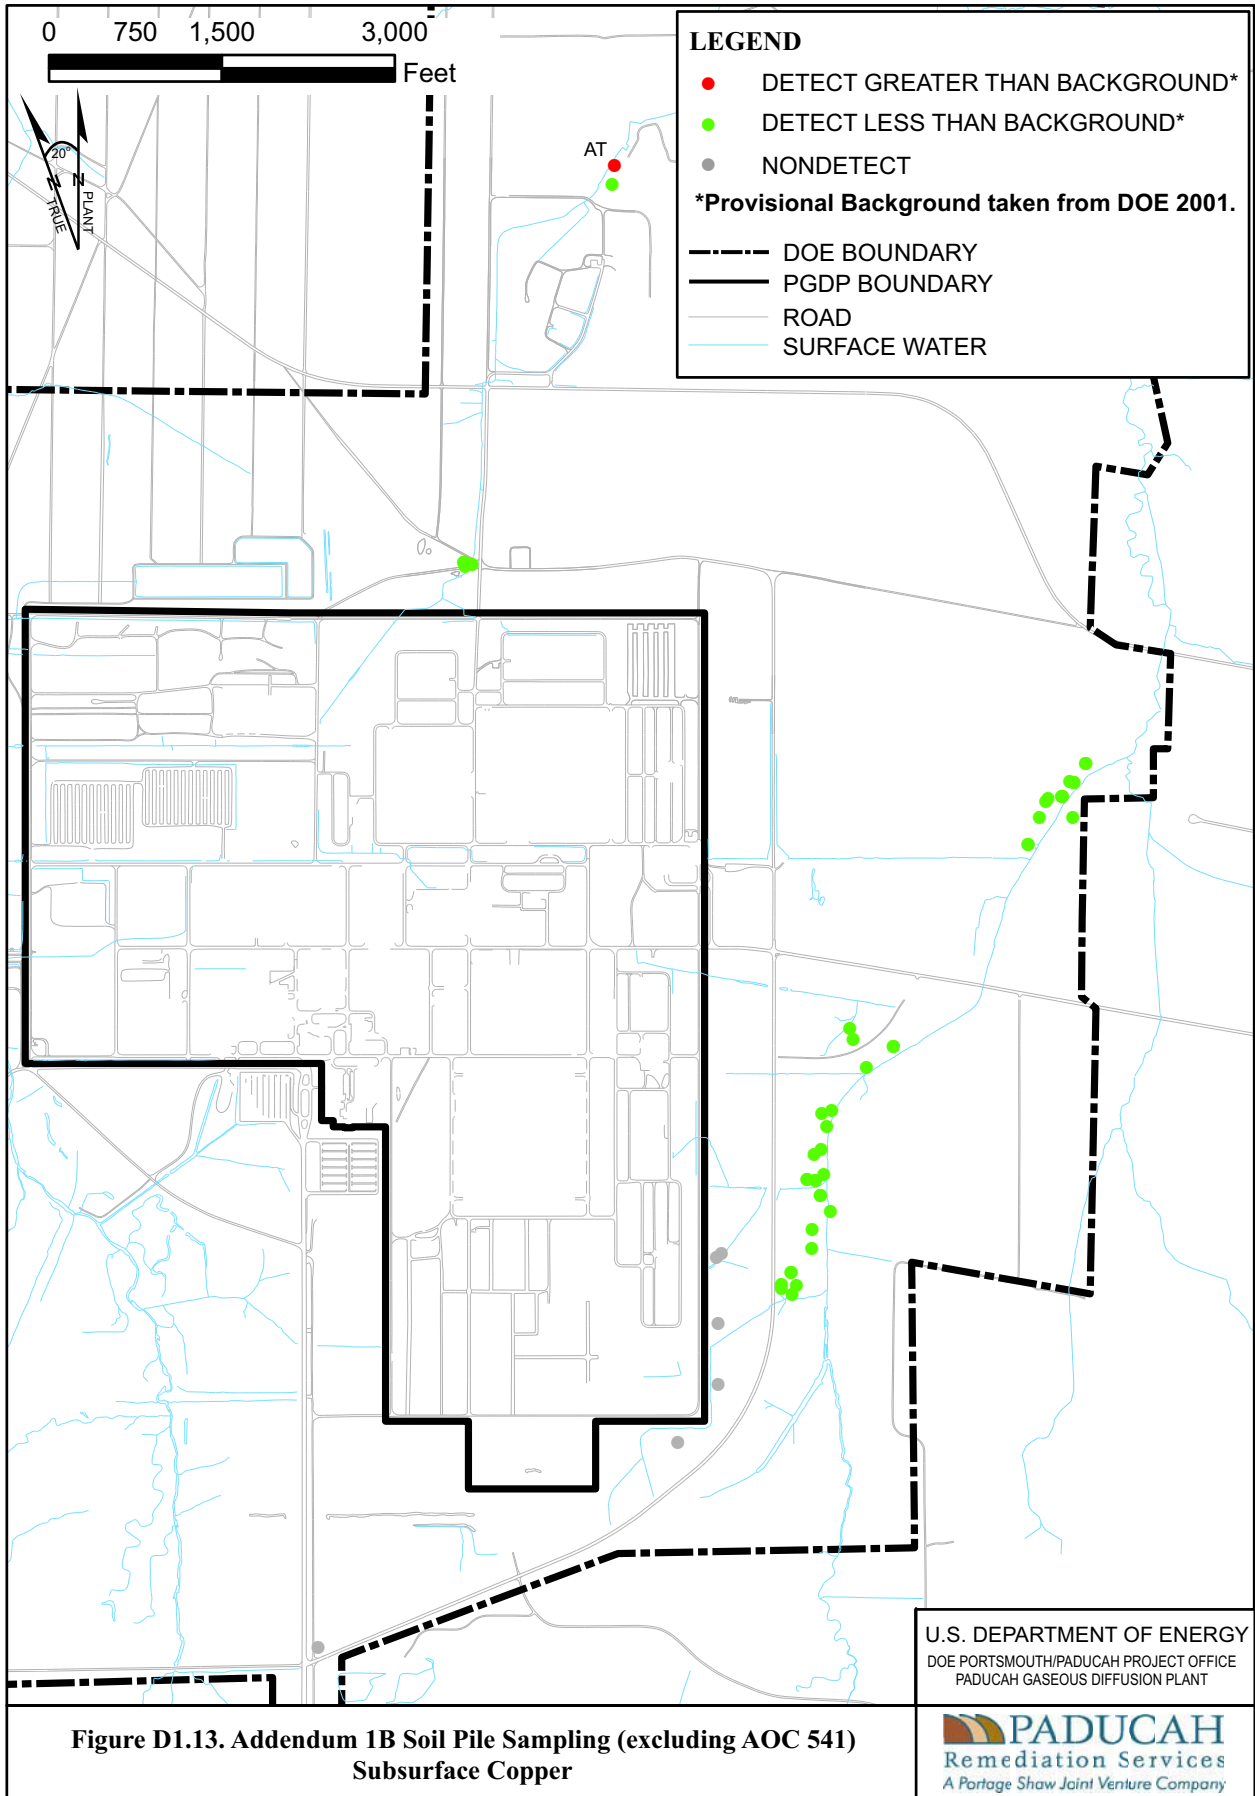 0 750 1,500 3,000
Feet
20°
TRUE
N
PLANT
N
AT
LEGEND
DETECT GREATER THAN BACKGROUND*
DETECT LESS THAN BACKGROUND*
NONDETECT
*Provisional Background taken from DOE 2001.
DOE BOUNDARY
PGDP BOUNDARY
ROAD
SURFACE WATER
U.S. DEPARTMENT OF ENERGY
DOE PORTSMOUTH/PADUCAH PROJECT OFFICE
PADUCAH GASEOUS DIFFUSION PLANT
Figure D1.13. Addendum 1B Soil Pile Sampling (excluding AOC 541)
Subsurface Copper
PADUCAH
Remediation Services
A Portage Shaw Joint Venture Company